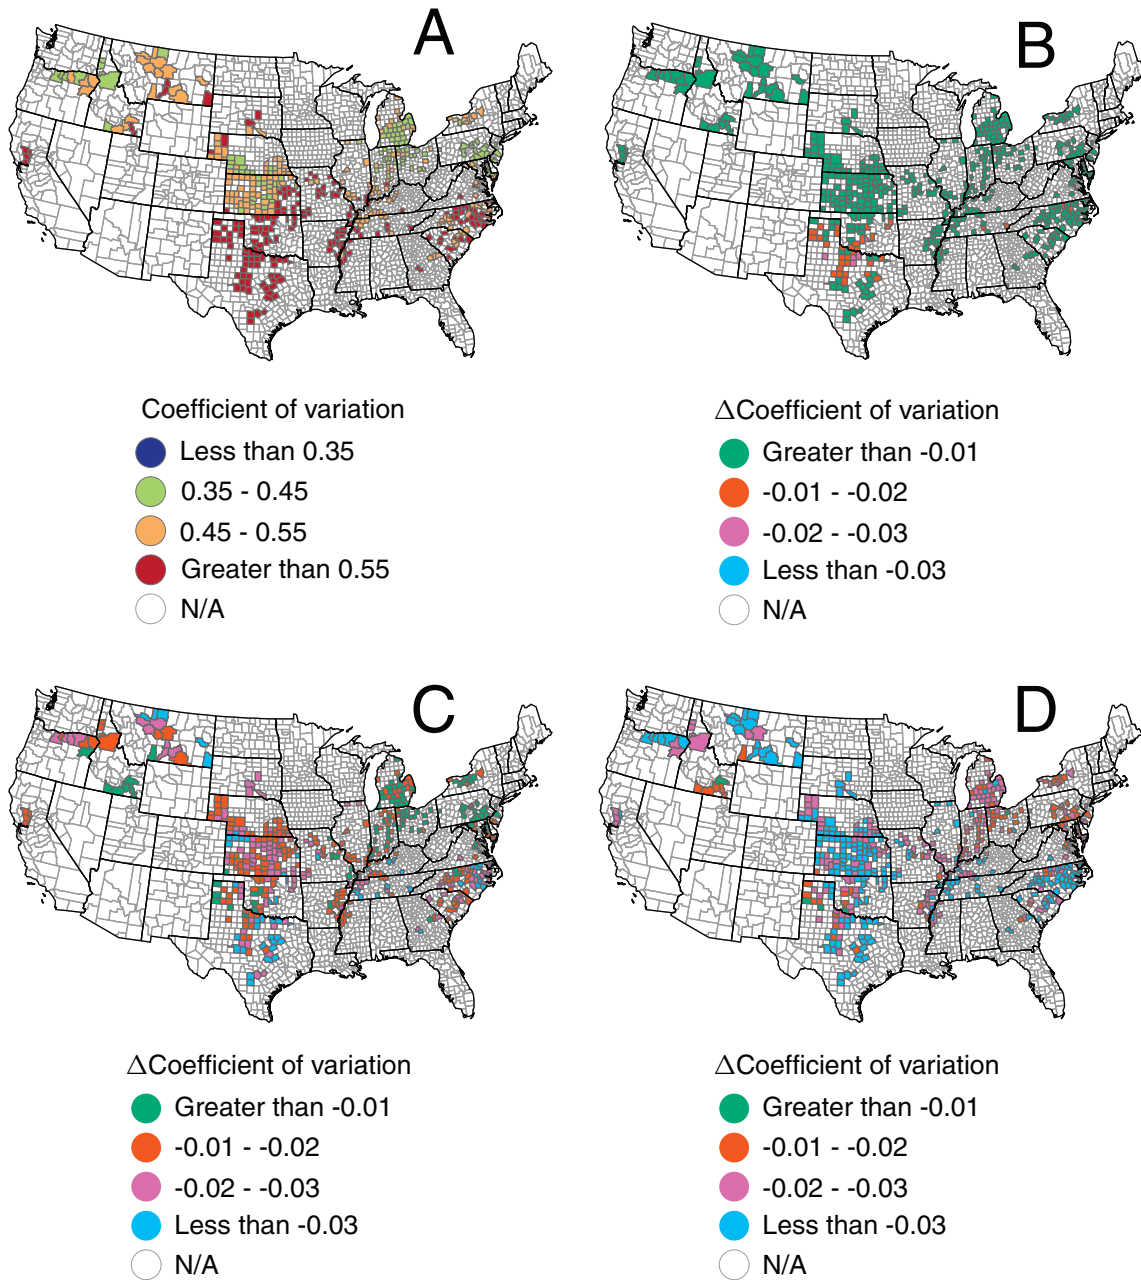 A
B
Coefficient of variation
Less than 0.35
0.35 - 0.45
0.45 - 0.55
Greater than 0.55
N/A
ΔCoefficient of variation
Greater than -0.01
-0.01 - -0.02
-0.02 - -0.03
Less than -0.03
N/A
C
D
ΔCoefficient of variation
Greater than -0.01
-0.01 - -0.02
-0.02 - -0.03
Less than -0.03
N/A
ΔCoefficient of variation
Greater than -0.01
-0.01 - -0.02
-0.02 - -0.03
Less than -0.03
N/A